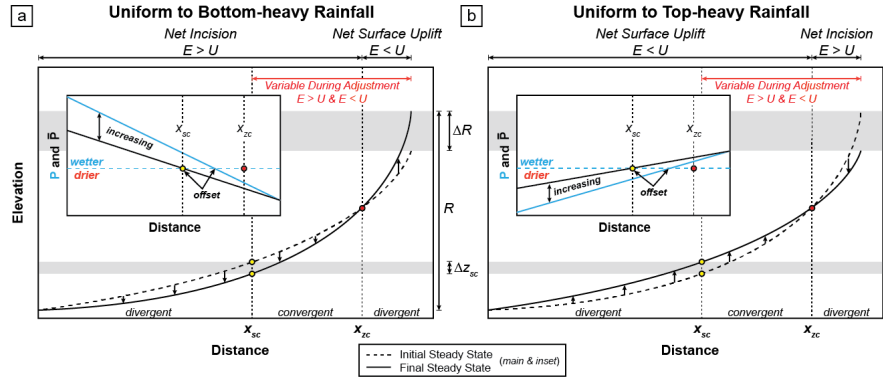 a
Uniform to Bottom-heavy Rainfall
Net Incision
E > U
Net Surface Uplift
E < U
Variable During Adjustment
E > U & E < U
x_sc
x_zc
increasing
wetter
drier
offset
P and P̄
Distance
ΔR
R
Δz_sc
Elevation
divergent
convergent
divergent
x_sc
x_zc
Distance
b
Uniform to Top-heavy Rainfall
Net Surface Uplift
E < U
Net Incision
E > U
Variable During Adjustment
E > U & E < U
x_sc
x_zc
wetter
drier
increasing
offset
P and P̄
Distance
divergent
convergent
divergent
x_sc
x_zc
Distance
Initial Steady State
Final Steady State
(main & inset)